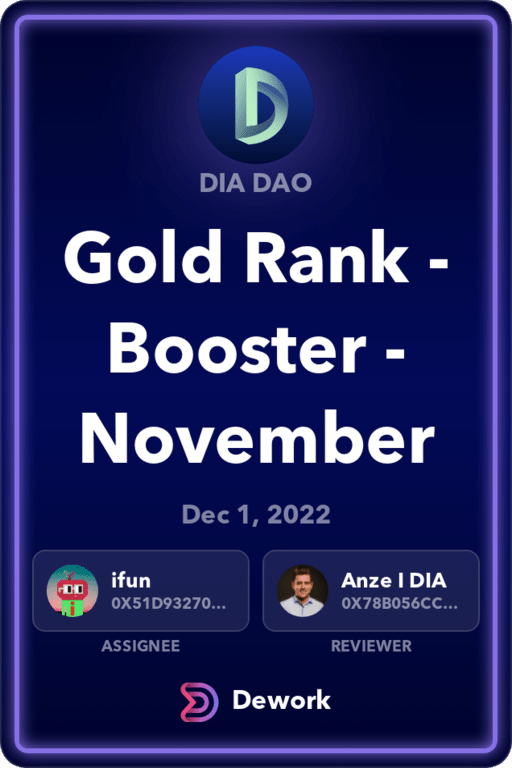 DIA DAO
Gold Rank -
Booster -
November
Dec 1, 2022
ifun
0X51D93270...
Anze I DIA
0X78B056CC...
ASSIGNEE
REVIEWER
Dework